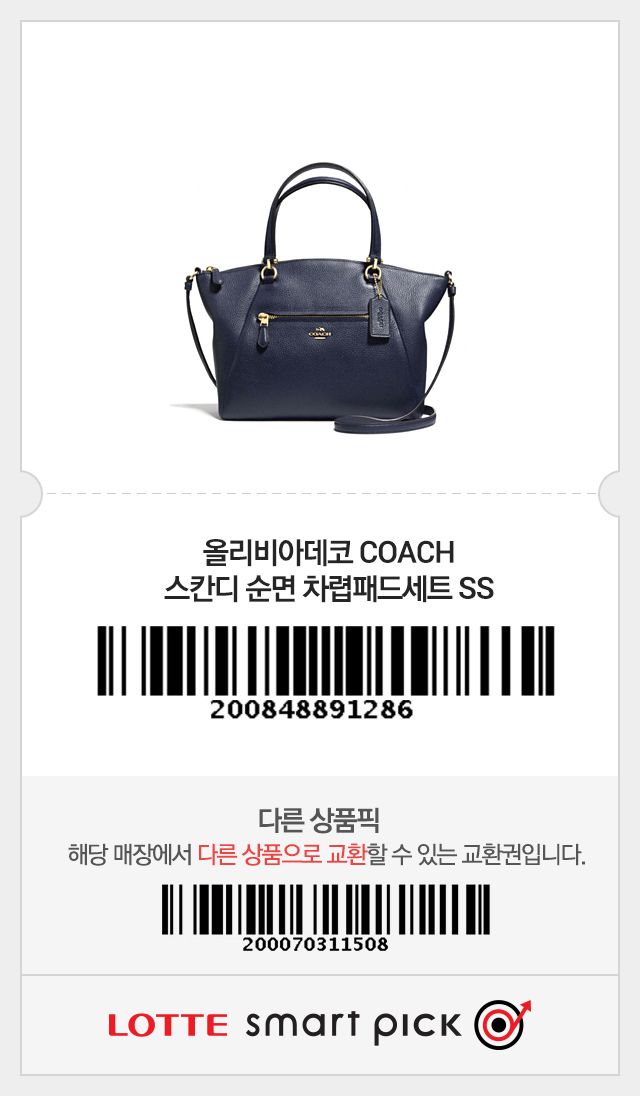 COACH
올리비아데코 COACH
스칸디 순면 차렵패드세트 SS
200848891286
다른 상품픽
해당 매장에서 다른 상품으로 교환할 수 있는 교환권입니다.
200070311508
LOTTE smart pick